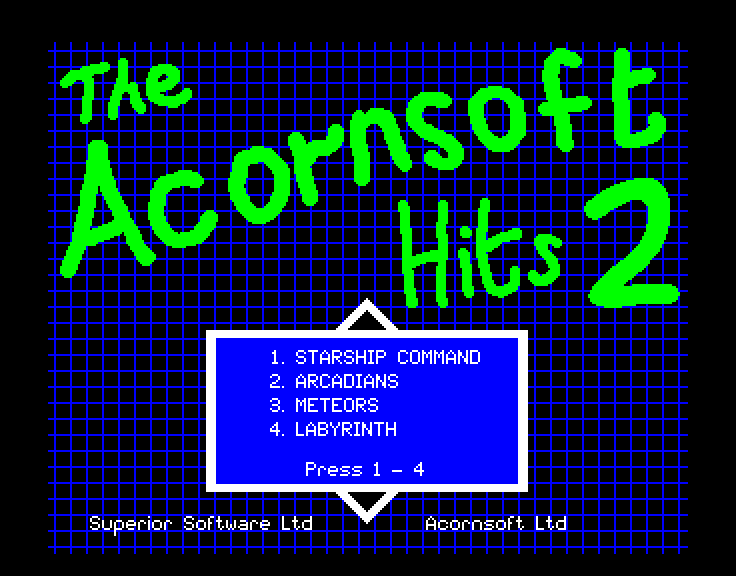 The
Acornsoft
Hits 2
1. STARSHIP COMMAND
2. ARCADIANS
3. METEORS
4. LABYRINTH
Press 1 – 4
Superior Software Ltd
Acornsoft Ltd